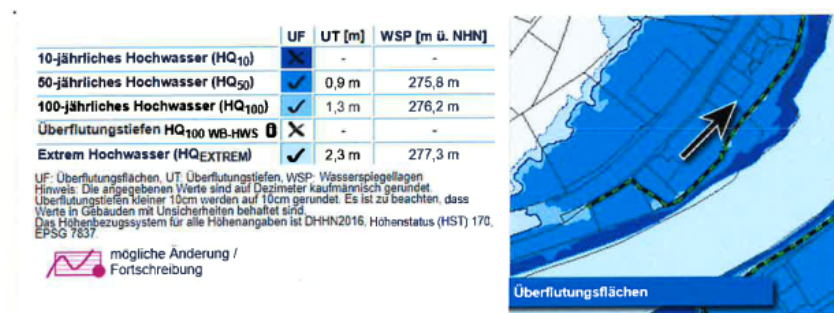 UF UT [m] WSP [m ü. NHN]
10-jährliches Hochwasser (HQ10) ✕ - -
50-jährliches Hochwasser (HQ50) ✓ 0,9 m 275,8 m
100-jährliches Hochwasser (HQ100) ✓ 1,3 m 276,2 m
Überflutungstiefen HQ100 WB-HWS ✕ - -
Extrem Hochwasser (HQEXTREM) ✓ 2,3 m 277,3 m
UF: Überflutungsflächen, UT: Überflutungstiefen, WSP: Wasserspiegellagen
Hinweis: Die angegebenen Werte sind auf Dezimeter kaufmännisch gerundet.
Überflutungstiefen kleiner 10cm werden auf 10cm gerundet. Es ist zu beachten, dass
Werte in Gebäuden mit Unsicherheiten behaftet sind.
Das Höhenbezugssystem für alle Höhenangaben ist DHHN2016, Höhenstatus (HST) 170,
EPSG 7837.
mögliche Änderung /
Fortschreibung
Überflutungsflächen